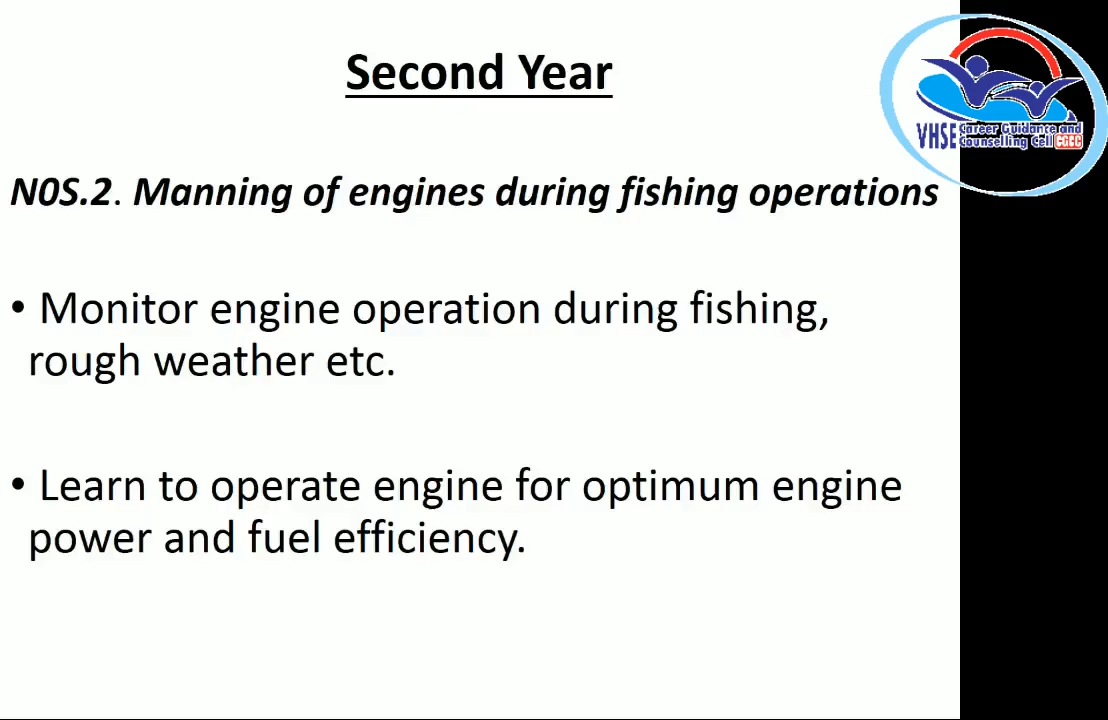 Second Year
VHSE Career Guidance and
Counselling Cell CGCC
N0S.2. Manning of engines during fishing operations
• Monitor engine operation during fishing,
rough weather etc.
• Learn to operate engine for optimum engine
power and fuel efficiency.